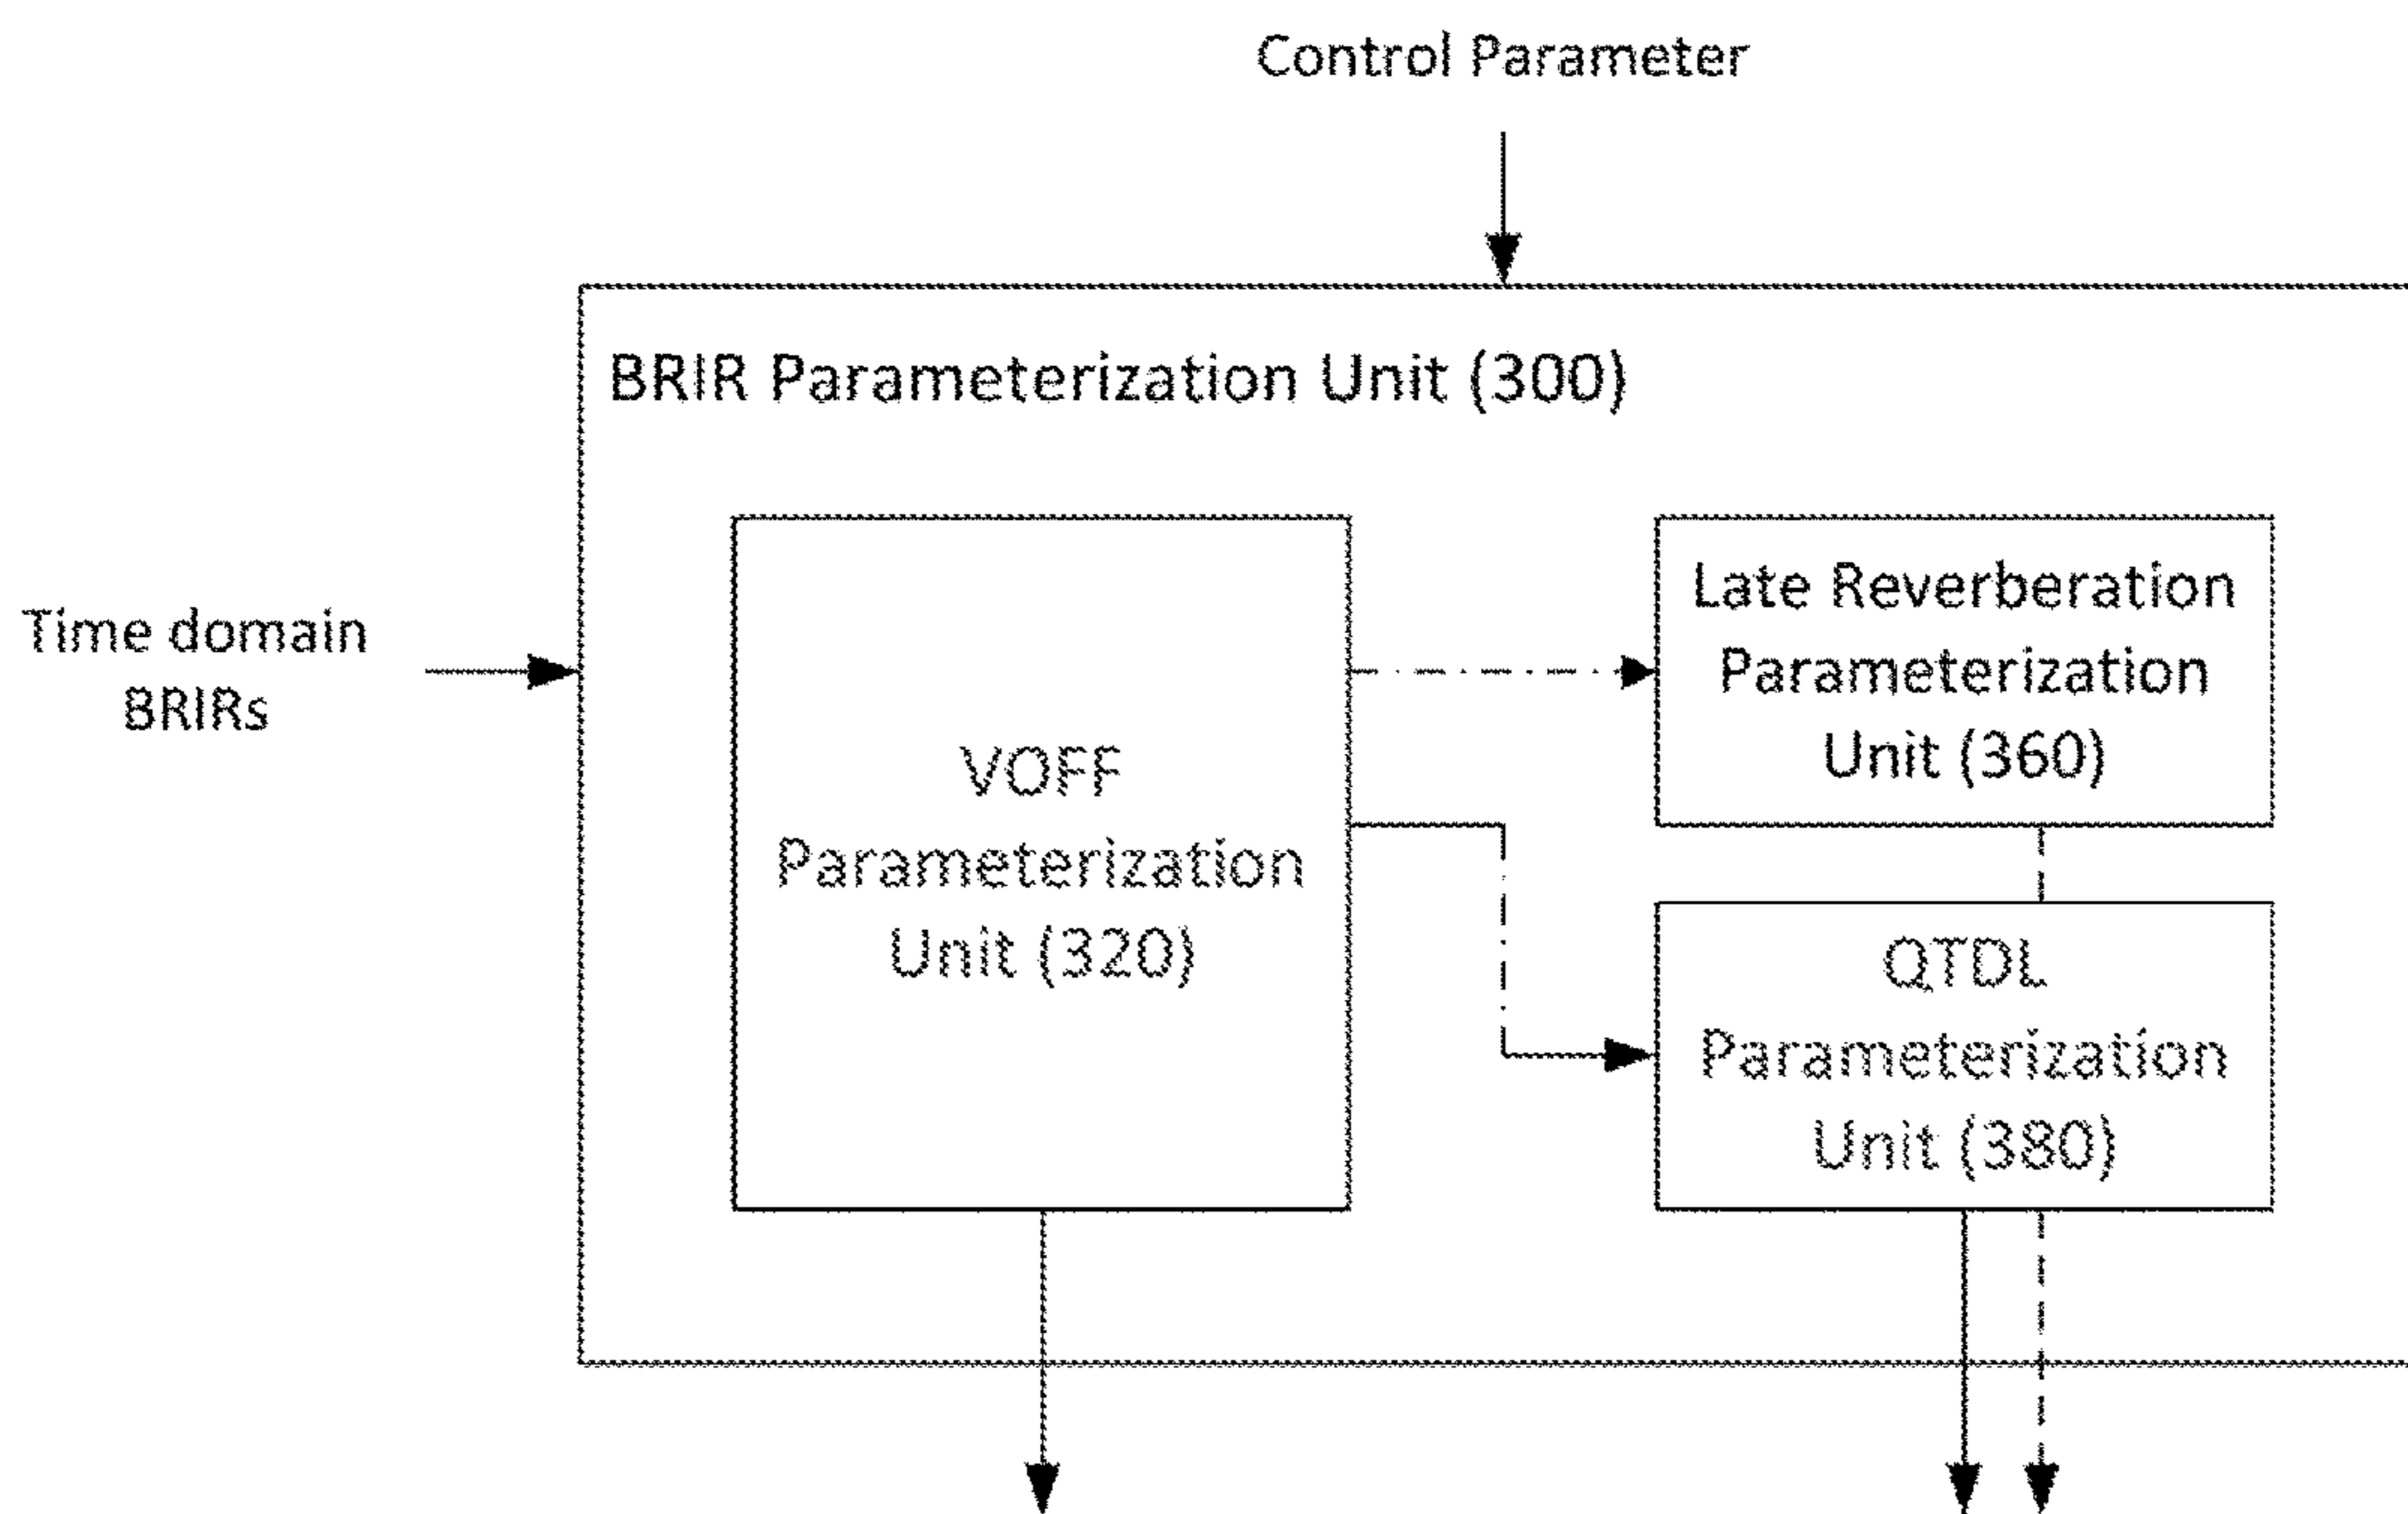 Control Parameter
BRIR Parameterization Unit (300)
Time domain
BRIRs
VOFF
Parameterization
Unit (320)
Late Reverberation
Parameterization
Unit (360)
QTDL
Parameterization
Unit (380)